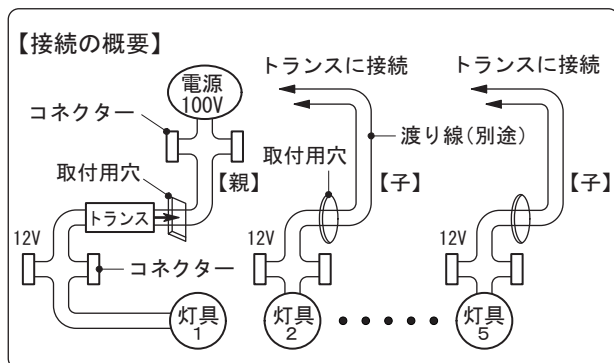 【接続の概要】
電源
100V
コネクター
取付用穴
【親】
トランス
12V
コネクター
灯具
1
トランスに接続
渡り線(別途)
取付用穴
【子】
12V
灯具
2
トランスに接続
【子】
12V
灯具
5